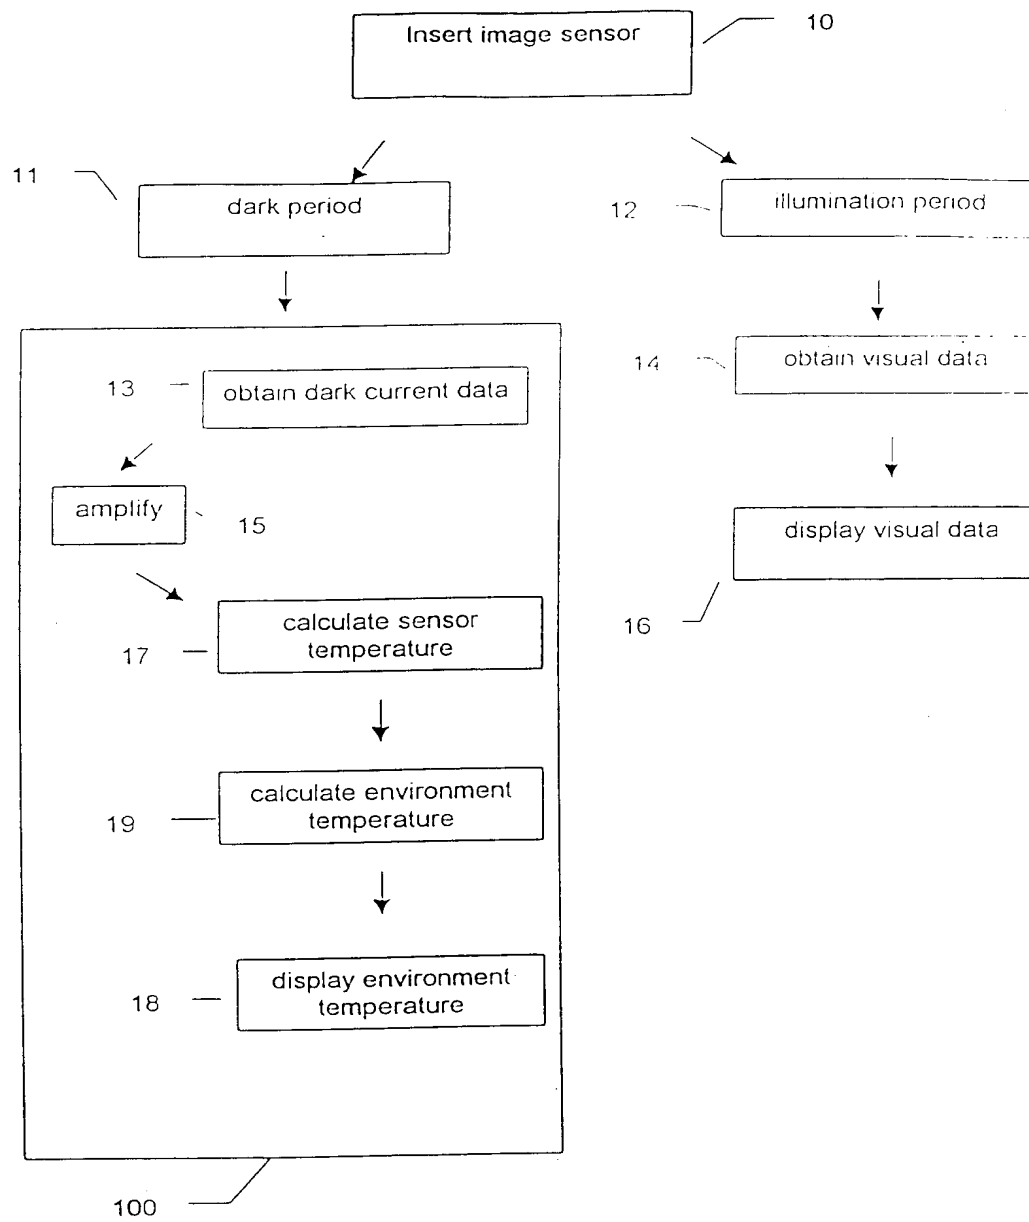 Insert image sensor
10
11
dark period
12
illumination period
13
obtain dark current data
14
obtain visual data
amplify
15
display visual data
16
calculate sensor
temperature
17
calculate environment
temperature
19
display environment
temperature
18
100